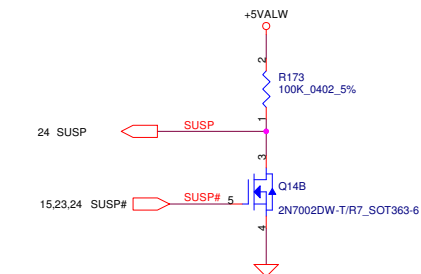 +5VALW
2
R173
100K_0402_5%
1
24 SUSP
SUSP
3
Q14B
15,23,24 SUSP#
SUSP#
5
2N7002DW-T/R7_SOT363-6
4